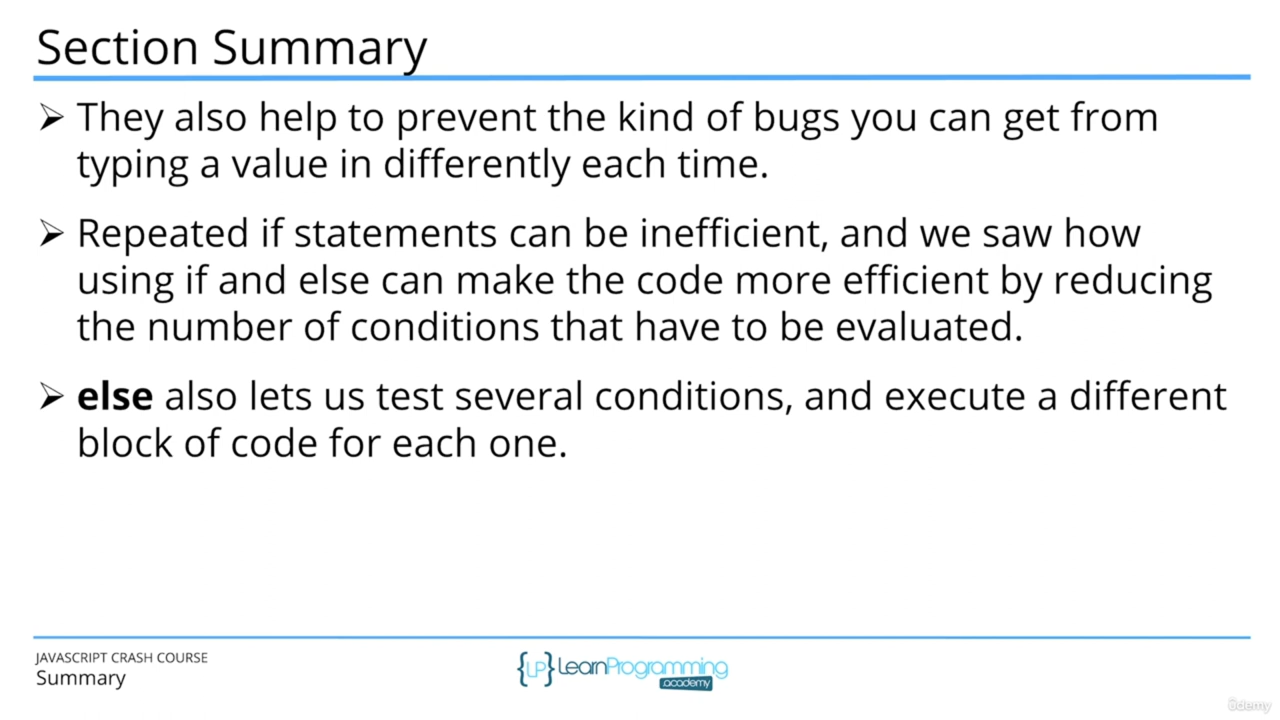 Section Summary
➢ They also help to prevent the kind of bugs you can get from
typing a value in differently each time.
➢ Repeated if statements can be inefficient, and we saw how
using if and else can make the code more efficient by reducing
the number of conditions that have to be evaluated.
➢ else also lets us test several conditions, and execute a different
block of code for each one.
JAVASCRIPT CRASH COURSE
Summary
{LP} LearnProgramming
.academy
ûdemy